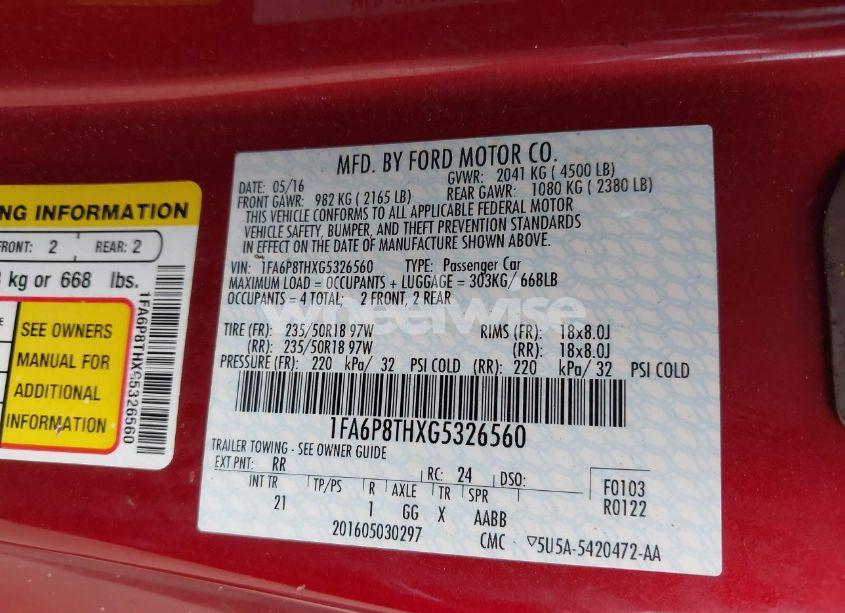 NG INFORMATION
FRONT: 2 REAR: 2
kg or 668 lbs.
SEE OWNERS
MANUAL FOR
ADDITIONAL
INFORMATION
1FA6P8THXG5326560
MFD. BY FORD MOTOR CO.
DATE: 05/16 GVWR: 2041 KG ( 4500 LB)
FRONT GAWR: 982 KG ( 2165 LB) REAR GAWR: 1080 KG ( 2380 LB)
THIS VEHICLE CONFORMS TO ALL APPLICABLE FEDERAL MOTOR
VEHICLE SAFETY, BUMPER, AND THEFT PREVENTION STANDARDS
IN EFFECT ON THE DATE OF MANUFACTURE SHOWN ABOVE.
VIN: 1FA6P8THXG5326560 TYPE: Passenger Car
MAXIMUM LOAD = OCCUPANTS + LUGGAGE = 303KG/ 668LB
OCCUPANTS = 4 TOTAL; 2 FRONT, 2 REAR
wheelwise
TIRE (FR): 235/50R18 97W RIMS (FR): 18x8.0J
(RR): 235/50R18 97W (RR): 18x8.0J
PRESSURE (FR): 220 kPa/ 32 PSI COLD (RR): 220 kPa/ 32 PSI COLD
1FA6P8THXG5326560
TRAILER TOWING - SEE OWNER GUIDE
EXT PNT: RR RC: 24 DSO: F0103
INT TR TP/PS R AXLE TR SPR R0122
21 1 GG X AABB
201605030297 CMC ▽5U5A-5420472-AA